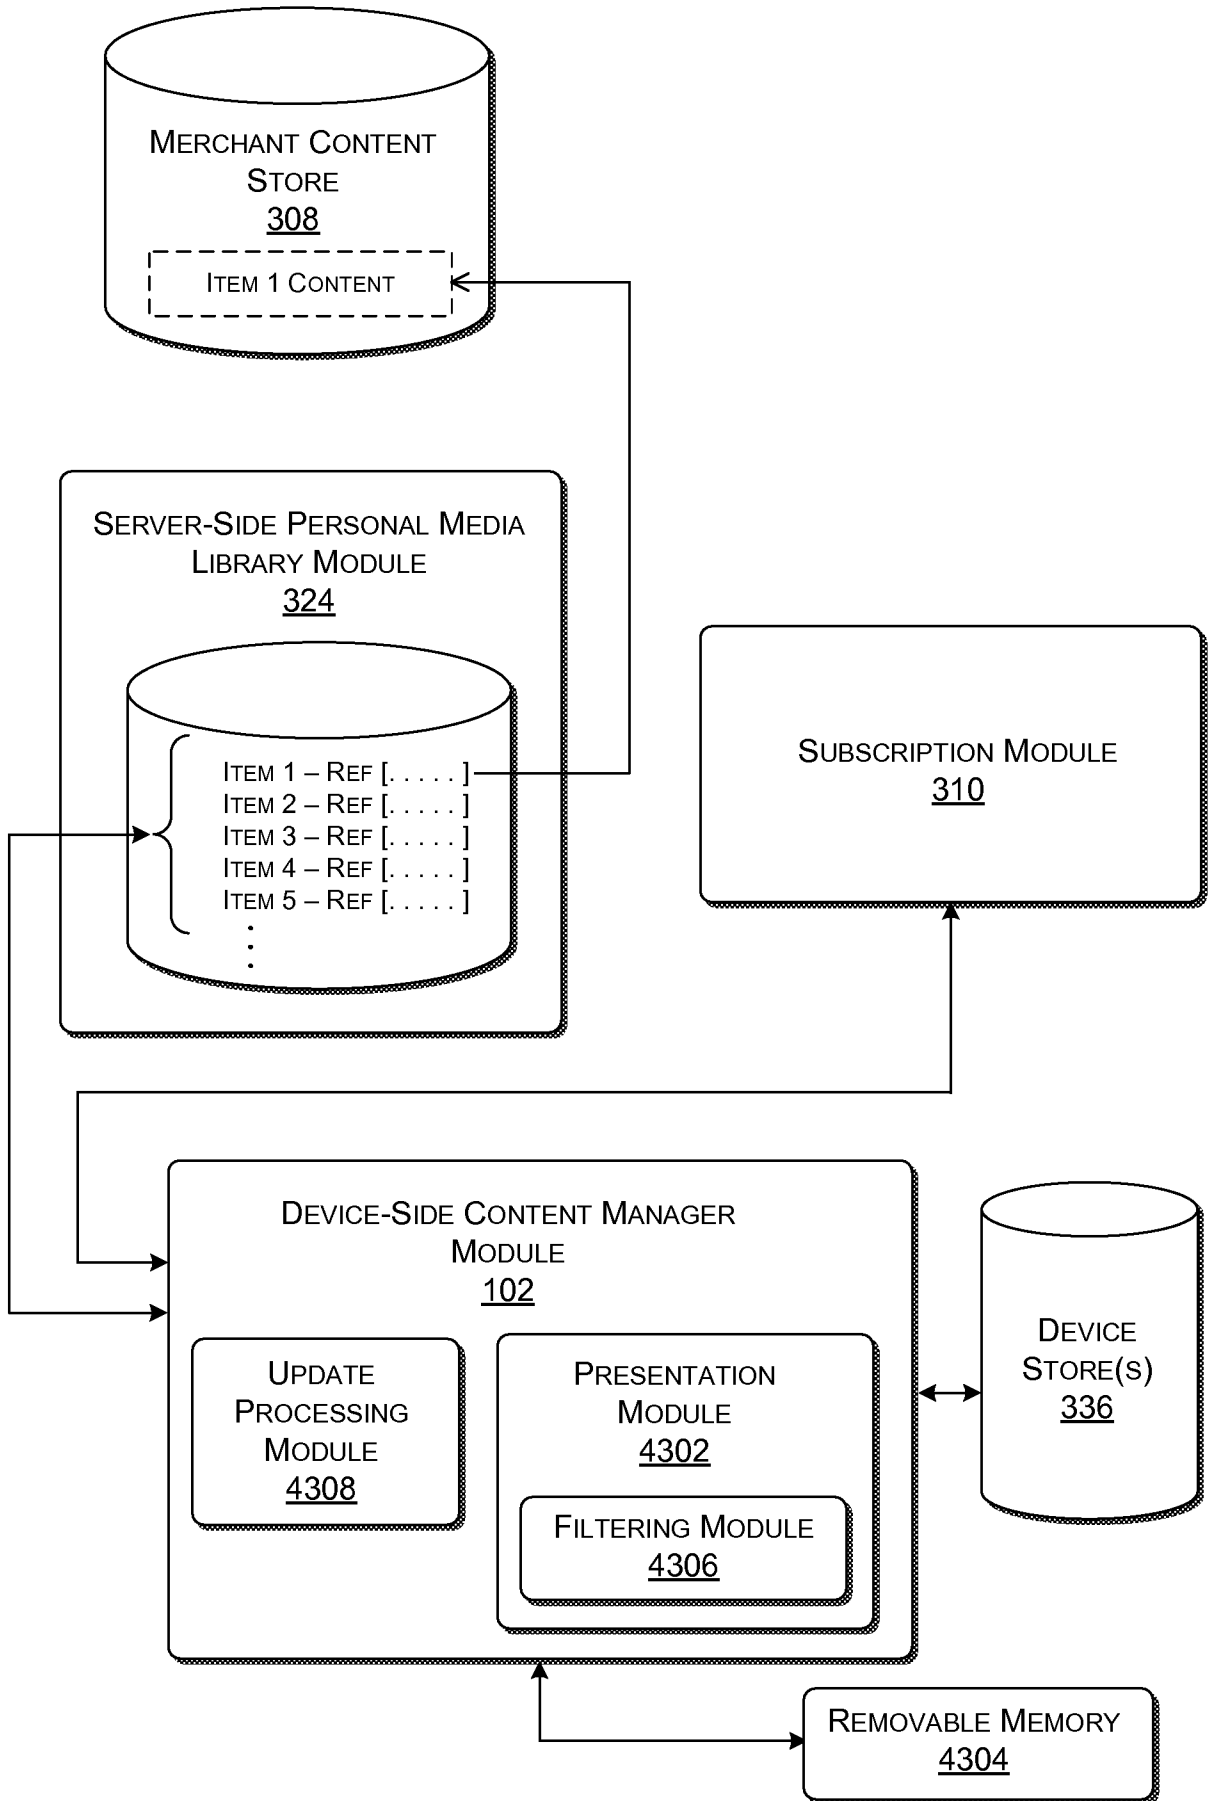 MERCHANT CONTENT
STORE
308
ITEM 1 CONTENT
SERVER-SIDE PERSONAL MEDIA
LIBRARY MODULE
324
ITEM 1 – REF [. . . . . ]
ITEM 2 – REF [. . . . . ]
ITEM 3 – REF [. . . . . ]
ITEM 4 – REF [. . . . . ]
ITEM 5 – REF [. . . . . ]
SUBSCRIPTION MODULE
310
DEVICE-SIDE CONTENT MANAGER
MODULE
102
UPDATE
PROCESSING
MODULE
4308
PRESENTATION
MODULE
4302
FILTERING MODULE
4306
DEVICE
STORE(S)
336
REMOVABLE MEMORY
4304